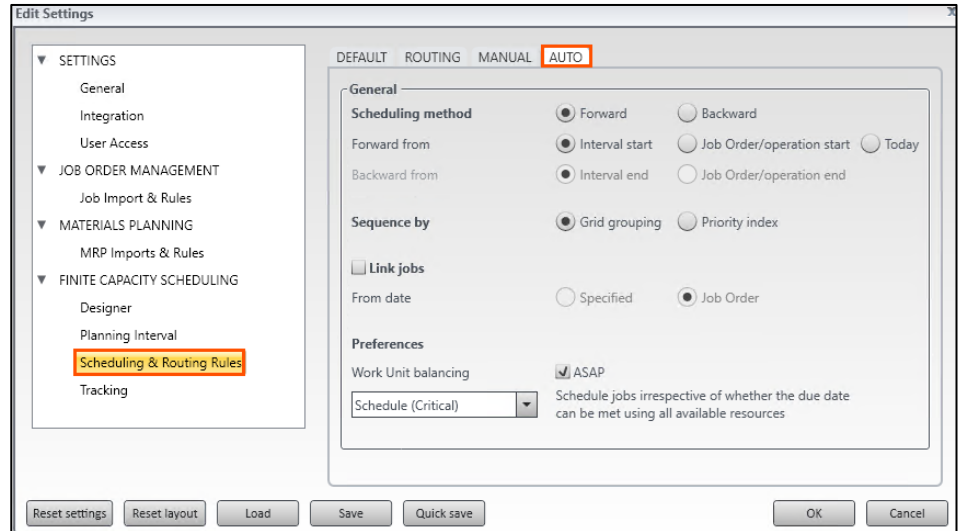 Edit Settings
X
SETTINGS
General
Integration
User Access
JOB ORDER MANAGEMENT
Job Import & Rules
MATERIALS PLANNING
MRP Imports & Rules
FINITE CAPACITY SCHEDULING
Designer
Planning Interval
Scheduling & Routing Rules
Tracking
DEFAULT ROUTING MANUAL AUTO
General
Scheduling method Forward Backward
Forward from Interval start Job Order/operation start Today
Backward from Interval end Job Order/operation end
Sequence by Grid grouping Priority index
Link jobs
From date Specified Job Order
Preferences
Work Unit balancing ASAP
Schedule (Critical) Schedule jobs irrespective of whether the due date
can be met using all available resources
Reset settings Reset layout Load Save Quick save OK Cancel